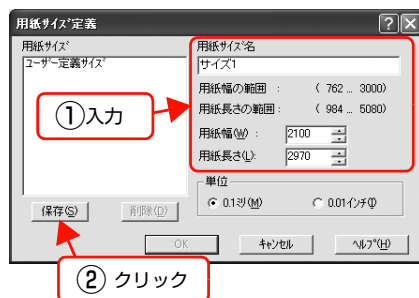 用紙サイズ定義
用紙サイズ
ユーザー定義サイズ
用紙サイズ名
サイズ1
用紙幅の範囲 : ( 762 ... 3000)
用紙長さの範囲 : ( 984 ... 5080)
用紙幅(W) : 2100
用紙長さ(L): 2970
①入力
単位
0.1ミリ(M) 0.01インチ(I)
保存(S) 削除(D)
OK キャンセル ヘルプ(H)
② クリック